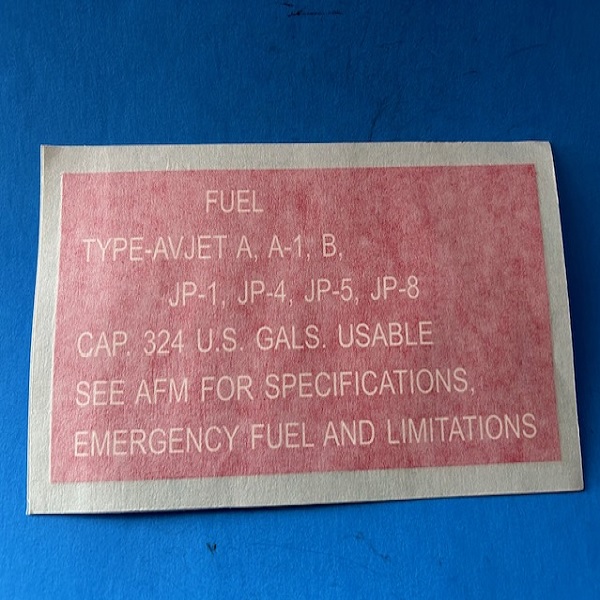 FUEL
TYPE-AVJET A, A-1, B,
JP-1, JP-4, JP-5, JP-8
CAP. 324 U.S. GALS. USABLE
SEE AFM FOR SPECIFICATIONS,
EMERGENCY FUEL AND LIMITATIONS